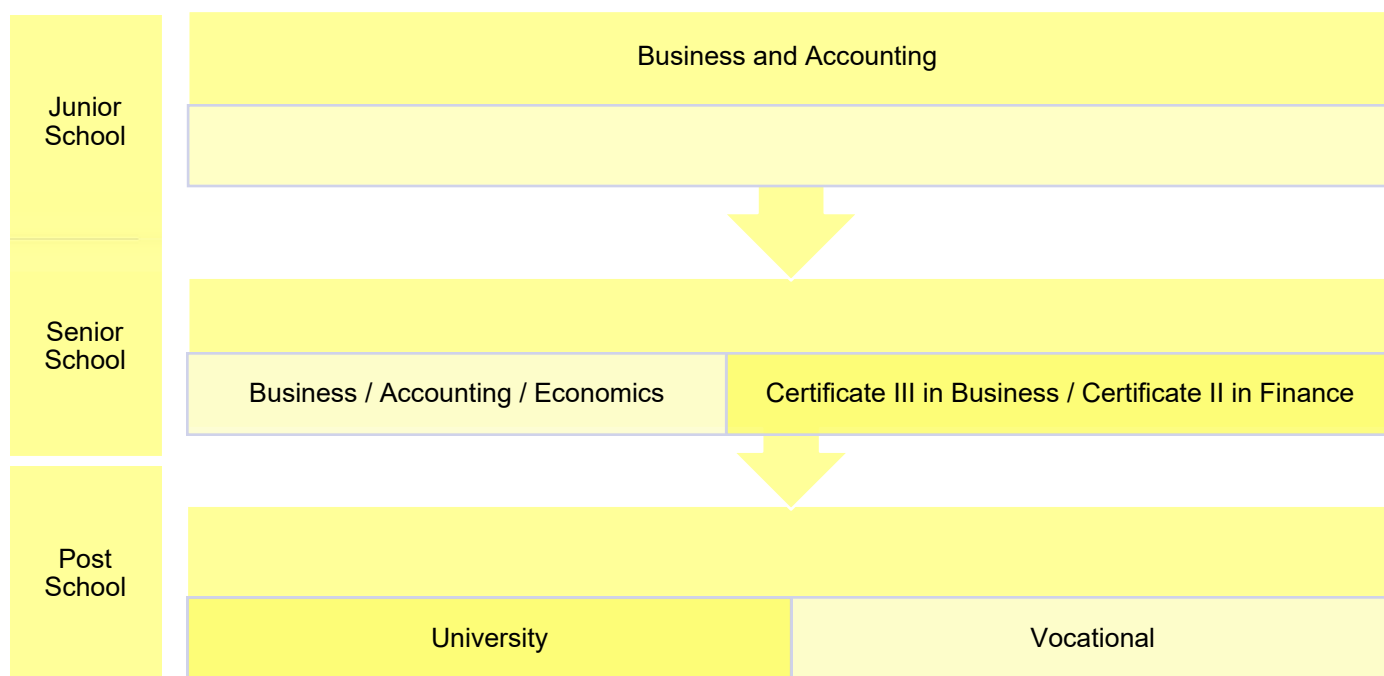 Business and Accounting
Junior
School
Senior
School
Business / Accounting / Economics
Certificate III in Business / Certificate II in Finance
Post
School
University
Vocational